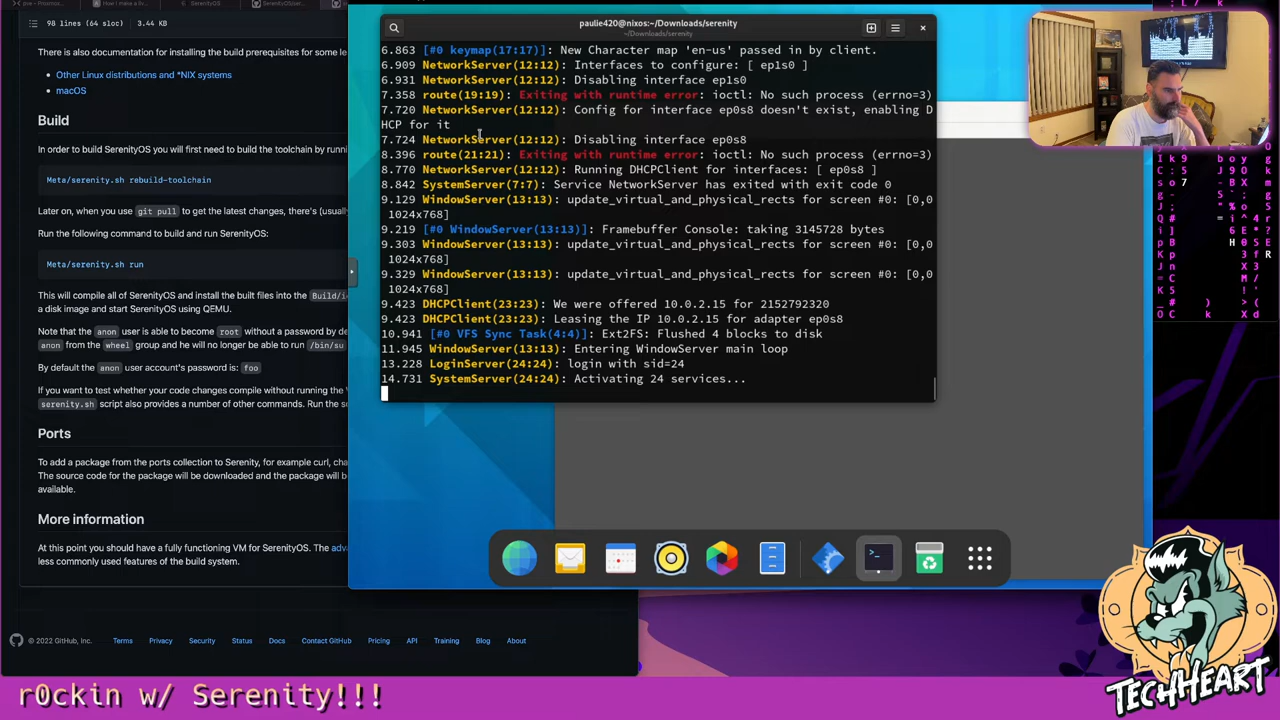 98 lines (64 sloc)
3.44 KB
There is also documentation for installing the build prerequisites for some le
Other Linux distributions and *NIX systems
macOS
Build
In order to build SerenityOS you will first need to build the toolchain by runnin
Meta/serenity.sh rebuild-toolchain
Later on, when you use git pull to get the latest changes, there's (usually
Run the following command to build and run SerenityOS:
Meta/serenity.sh run
This will compile all of SerenityOS and install the built files into the Build/i
a disk image and start SerenityOS using QEMU.
Note that the anon user is able to become root without a password by de
anon from the wheel group and he will no longer be able to run /bin/su
By default the anon user account's password is: foo
If you want to test whether your code changes compile without running the
serenity.sh script also provides a number of other commands. Run the sc
Ports
To add a package from the ports collection to Serenity, for example curl, cha
The source code for the package will be downloaded and the package will b
available.
More information
At this point you should have a fully functioning VM for SerenityOS. The adv
less commonly used features of the build system.
© 2022 GitHub, Inc.
Terms
Privacy
Security
Status
Docs
Contact GitHub
Pricing
API
Training
Blog
About
paulie420@nixos:~/Downloads/serenity
~/Downloads/serenity
6.863 [#0 keymap(17:17)]: New Character map 'en-us' passed in by client.
6.909 NetworkServer(12:12): Interfaces to configure: [ ep1s0 ]
6.931 NetworkServer(12:12): Disabling interface ep1s0
7.358 route(19:19): Exiting with runtime error: ioctl: No such process (errno=3)
7.720 NetworkServer(12:12): Config for interface ep0s8 doesn't exist, enabling D
HCP for it
7.724 NetworkServer(12:12): Disabling interface ep0s8
8.396 route(21:21): Exiting with runtime error: ioctl: No such process (errno=3)
8.770 NetworkServer(12:12): Running DHCPClient for interfaces: [ ep0s8 ]
8.842 SystemServer(7:7): Service NetworkServer has exited with exit code 0
9.129 WindowServer(13:13): update_virtual_and_physical_rects for screen #0: [0,0
1024x768]
9.219 [#0 WindowServer(13:13)]: Framebuffer Console: taking 3145728 bytes
9.303 WindowServer(13:13): update_virtual_and_physical_rects for screen #0: [0,0
1024x768]
9.329 WindowServer(13:13): update_virtual_and_physical_rects for screen #0: [0,0
1024x768]
9.423 DHCPClient(23:23): We were offered 10.0.2.15 for 2152792320
9.423 DHCPClient(23:23): Leasing the IP 10.0.2.15 for adapter ep0s8
10.941 [#0 VFS Sync Task(4:4)]: Ext2FS: Flushed 4 blocks to disk
11.945 WindowServer(13:13): Entering WindowServer main loop
13.228 LoginServer(24:24): login with sid=24
14.731 SystemServer(24:24): Activating 24 services...
r0ckin w/ Serenity!!!
TECHHEART